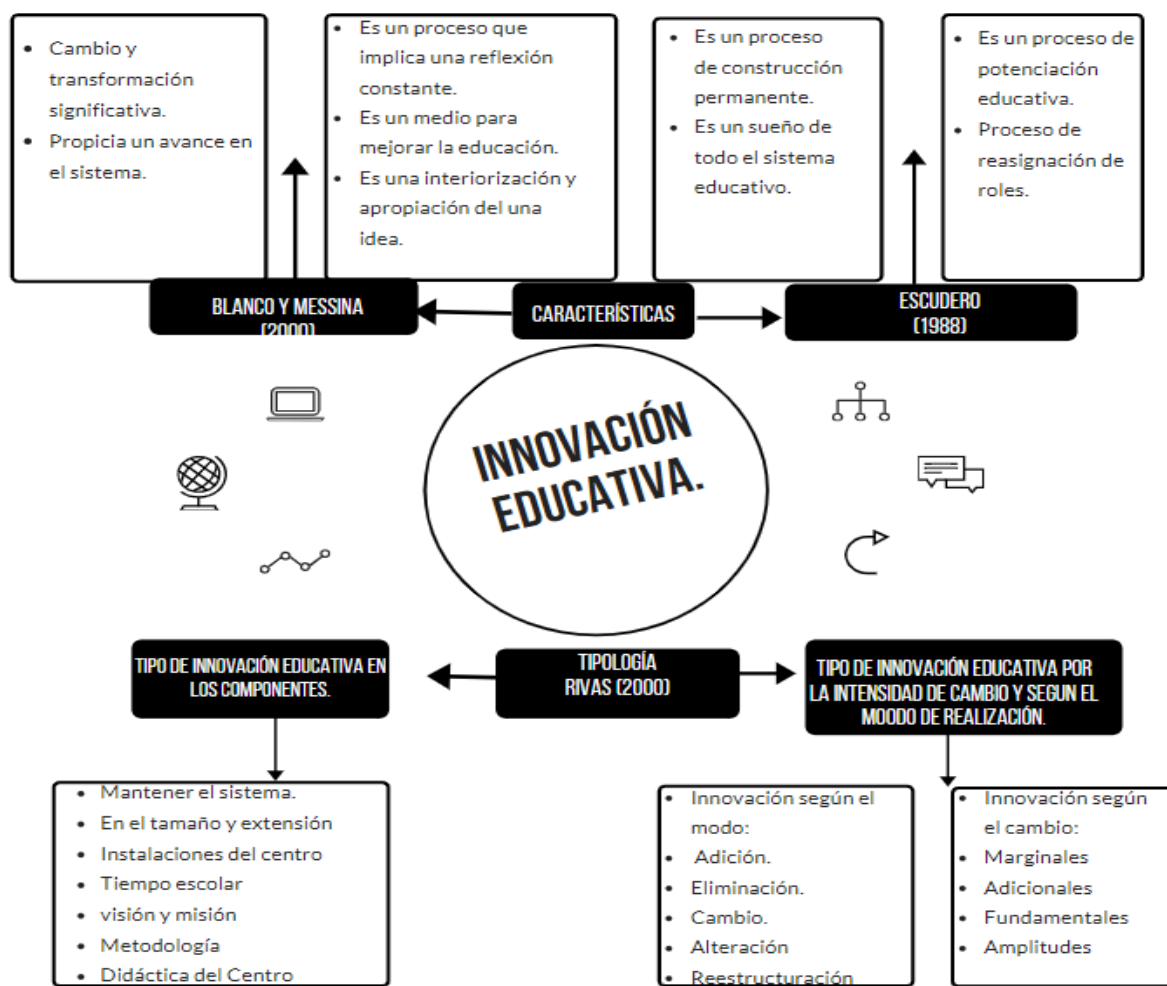 • Cambio y
transformación
significativa.
• Propicia un avance en
el sistema.
• Es un proceso que
implica una reflexión
constante.
• Es un medio para
mejorar la educación.
• Es una interiorización y
apropiación del una
idea.
• Es un proceso
de construcción
permanente.
• Es un sueño de
todo el sistema
educativo.
• Es un proceso de
potenciación
educativa.
• Proceso de
reasignación de
roles.
BLANCO Y MESSINA
(2000)
CARACTERÍSTICAS
ESCUDERO
(1988)
INNOVACIÓN
EDUCATIVA.
TIPO DE INNOVACIÓN EDUCATIVA EN
LOS COMPONENTES.
TIPOLOGÍA
RIVAS (2000)
TIPO DE INNOVACIÓN EDUCATIVA POR
LA INTENSIDAD DE CAMBIO Y SEGUN EL
MOODO DE REALIZACIÓN.
• Mantener el sistema.
• En el tamaño y extensión
• Instalaciones del centro
• Tiempo escolar
• visión y misión
• Metodología
• Didáctica del Centro
• Innovación según el
modo:
• Adición.
• Eliminación.
• Cambio.
• Alteración
• Reestructuración
• Innovación según
el cambio:
• Marginales
• Adicionales
• Fundamentales
• Amplitudes